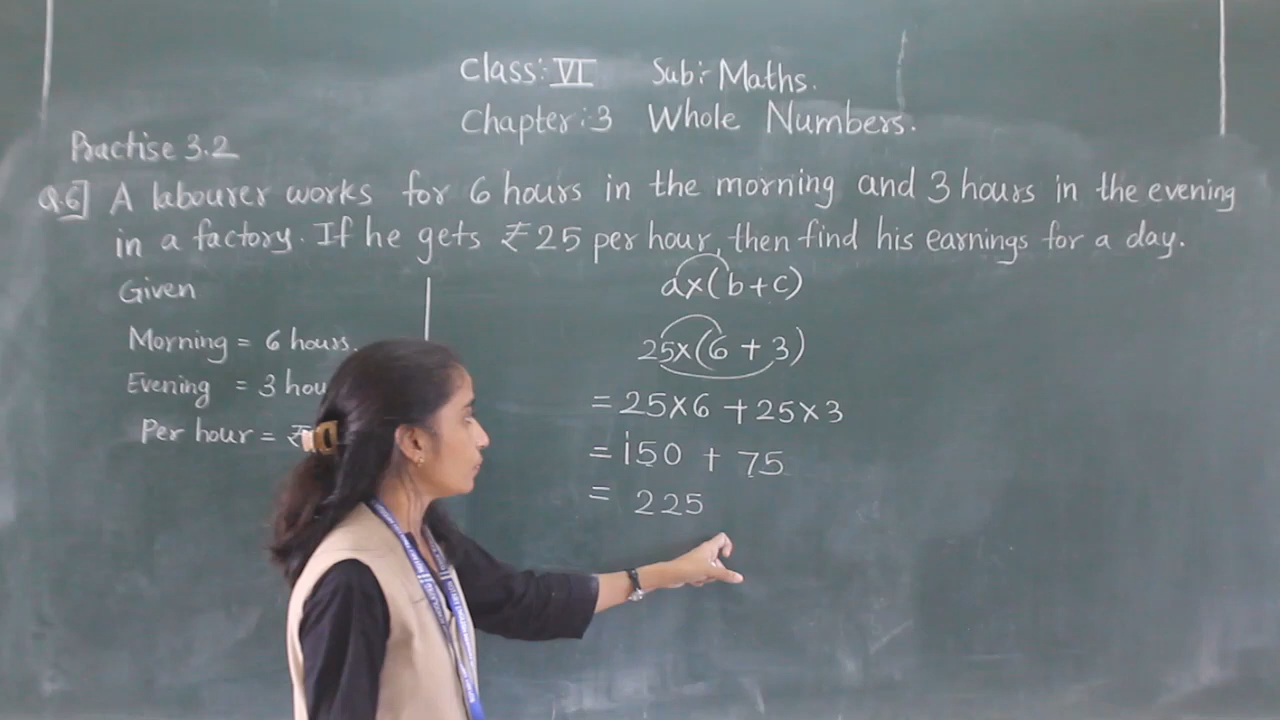 Class:- VI Sub:- Maths.
Chapter:3 Whole Numbers.
Practise 3.2
Q.6] A labourer works for 6 hours in the morning and 3 hours in the evening
in a factory. If he gets ₹25 per hour, then find his earnings for a day.
Given
Morning = 6 hours.
Evening = 3 hou
Per hour = ₹
a×(b+c)
25×(6+3)
=25×6+25×3
=150+75
=225